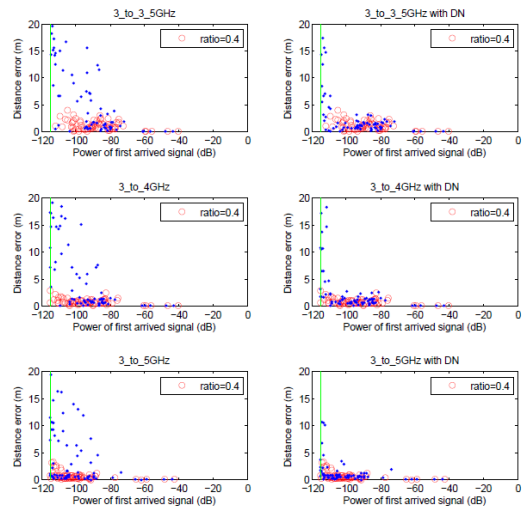 3_to_3_5GHz
20
15
10
5
0
Distance error (m)
ratio=0.4
−120 −100 −80 −60 −40 −20 0
Power of first arrived signal (dB)
3_to_3_5GHz with DN
20
15
10
5
0
Distance error (m)
ratio=0.4
−120 −100 −80 −60 −40 −20 0
Power of first arrived signal (dB)
3_to_4GHz
20
15
10
5
0
Distance error (m)
ratio=0.4
−120 −100 −80 −60 −40 −20 0
Power of first arrived signal (dB)
3_to_4GHz with DN
20
15
10
5
0
Distance error (m)
ratio=0.4
−120 −100 −80 −60 −40 −20 0
Power of first arrived signal (dB)
3_to_5GHz
20
15
10
5
0
Distance error (m)
ratio=0.4
−120 −100 −80 −60 −40 −20 0
Power of first arrived signal (dB)
3_to_5GHz with DN
20
15
10
5
0
Distance error (m)
ratio=0.4
−120 −100 −80 −60 −40 −20 0
Power of first arrived signal (dB)